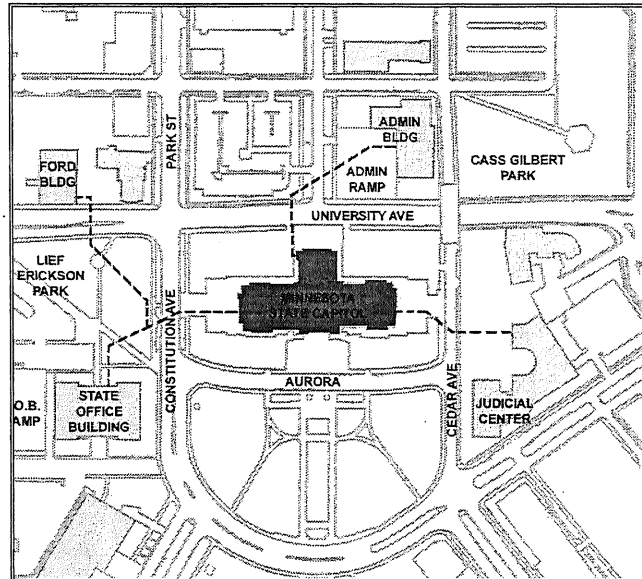 PARK ST
ADMIN
BLDG
FORD
BLDG
CASS GILBERT
PARK
ADMIN
RAMP
UNIVERSITY AVE
LIEF
ERICKSON
PARK
MINNESOTA
STATE CAPITOL
CONSTITUTION AVE
AURORA
CEDAR AVE
STATE
OFFICE
BUILDING
O.B.
AMP
JUDICIAL
CENTER